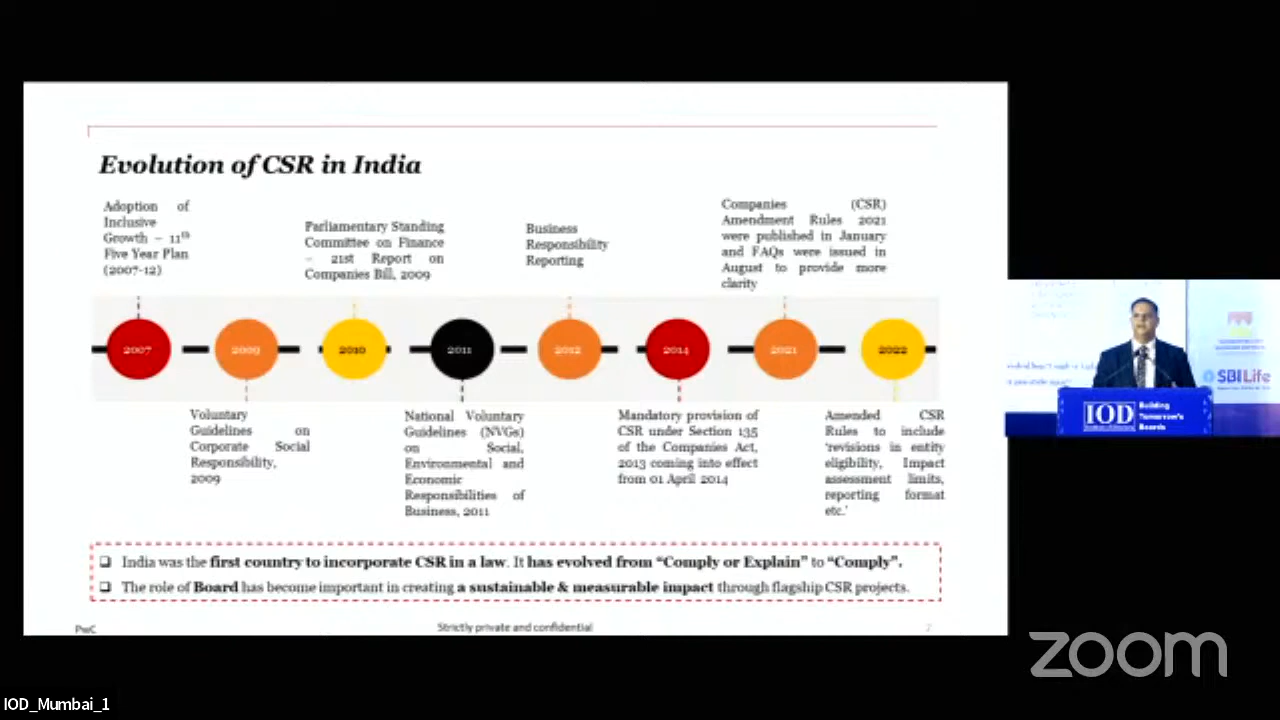 Evolution of CSR in India
Adoption of
Inclusive
Growth – 11th
Five Year Plan
(2007-12)
Parliamentary Standing
Committee on Finance
– 21st Report on
Companies Bill, 2009
Business
Responsibility
Reporting
Companies (CSR)
Amendment Rules 2021
were published in January
and FAQs were issued in
August to provide more
clarity
2007
2009
2010
2011
2012
2014
2021
2022
Voluntary
Guidelines on
Corporate Social
Responsibility,
2009
National Voluntary
Guidelines (NVGs)
on Social,
Environmental and
Economic
Responsibilities of
Business, 2011
Mandatory provision of
CSR under Section 135
of the Companies Act,
2013 coming into effect
from 01 April 2014
Amended CSR
Rules to include
'revisions in entity
eligibility, Impact
assessment limits,
reporting format
etc.'
❑ India was the first country to incorporate CSR in a law. It has evolved from "Comply or Explain" to "Comply".
❑ The role of Board has become important in creating a sustainable & measurable impact through flagship CSR projects.
PwC
Strictly private and confidential
7
SBI Life
IOD
Building
Tomorrow's
Boards
zoom
IOD_Mumbai_1